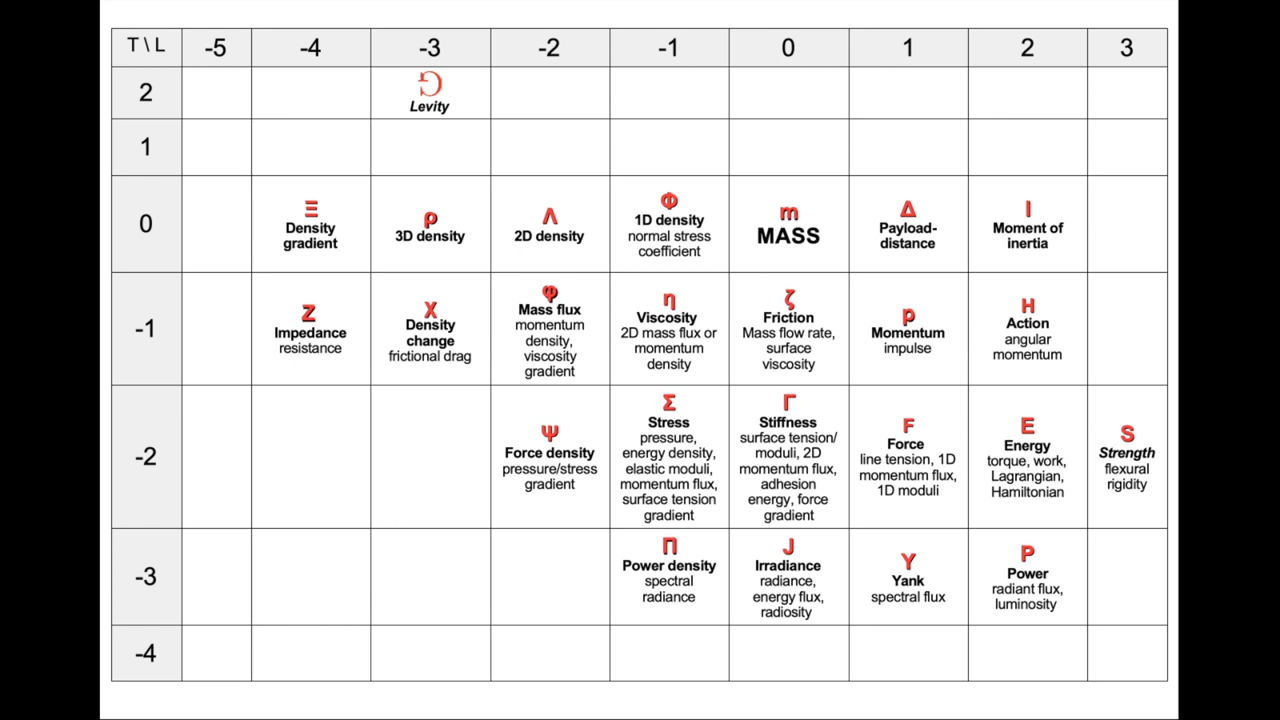 T \ L -5 -4 -3 -2 -1 0 1 2 3
2
Levity
1
0
Ξ
Density
gradient
ρ
3D density
Λ
2D density
Φ
1D density
normal stress
coefficient
m
MASS
Δ
Payload-
distance
I
Moment of
inertia
-1
Z
Impedance
resistance
χ
Density
change
frictional drag
φ
Mass flux
momentum
density,
viscosity
gradient
η
Viscosity
2D mass flux or
momentum
density
ζ
Friction
Mass flow rate,
surface
viscosity
p
Momentum
impulse
H
Action
angular
momentum
-2
Ψ
Force density
pressure/stress
gradient
Σ
Stress
pressure,
energy density,
elastic moduli,
momentum flux,
surface tension
gradient
Γ
Stiffness
surface tension/
moduli, 2D
momentum flux,
adhesion
energy, force
gradient
F
Force
line tension, 1D
momentum flux,
1D moduli
E
Energy
torque, work,
Lagrangian,
Hamiltonian
S
Strength
flexural
rigidity
-3
Π
Power density
spectral
radiance
J
Irradiance
radiance,
energy flux,
radiosity
Y
Yank
spectral flux
P
Power
radiant flux,
luminosity
-4